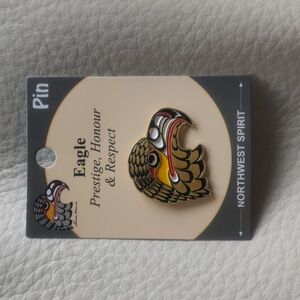 Pin
Eagle
Prestige, Honour
& Respect
NORTHWEST SPIRIT